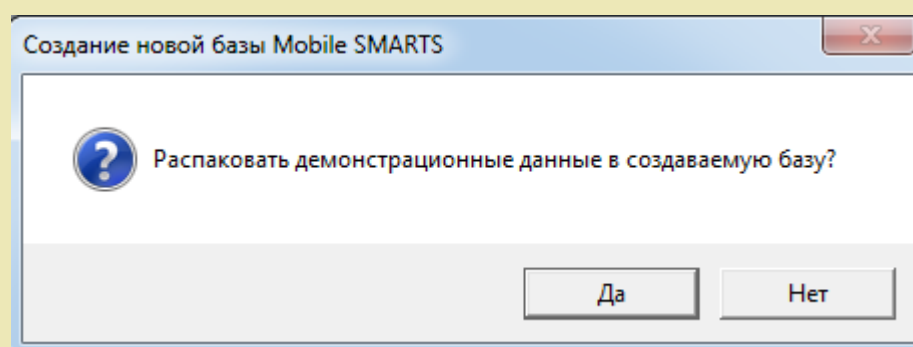 Создание новой базы Mobile SMARTS
Распаковать демонстрационные данные в создаваемую базу?
Да
Нет